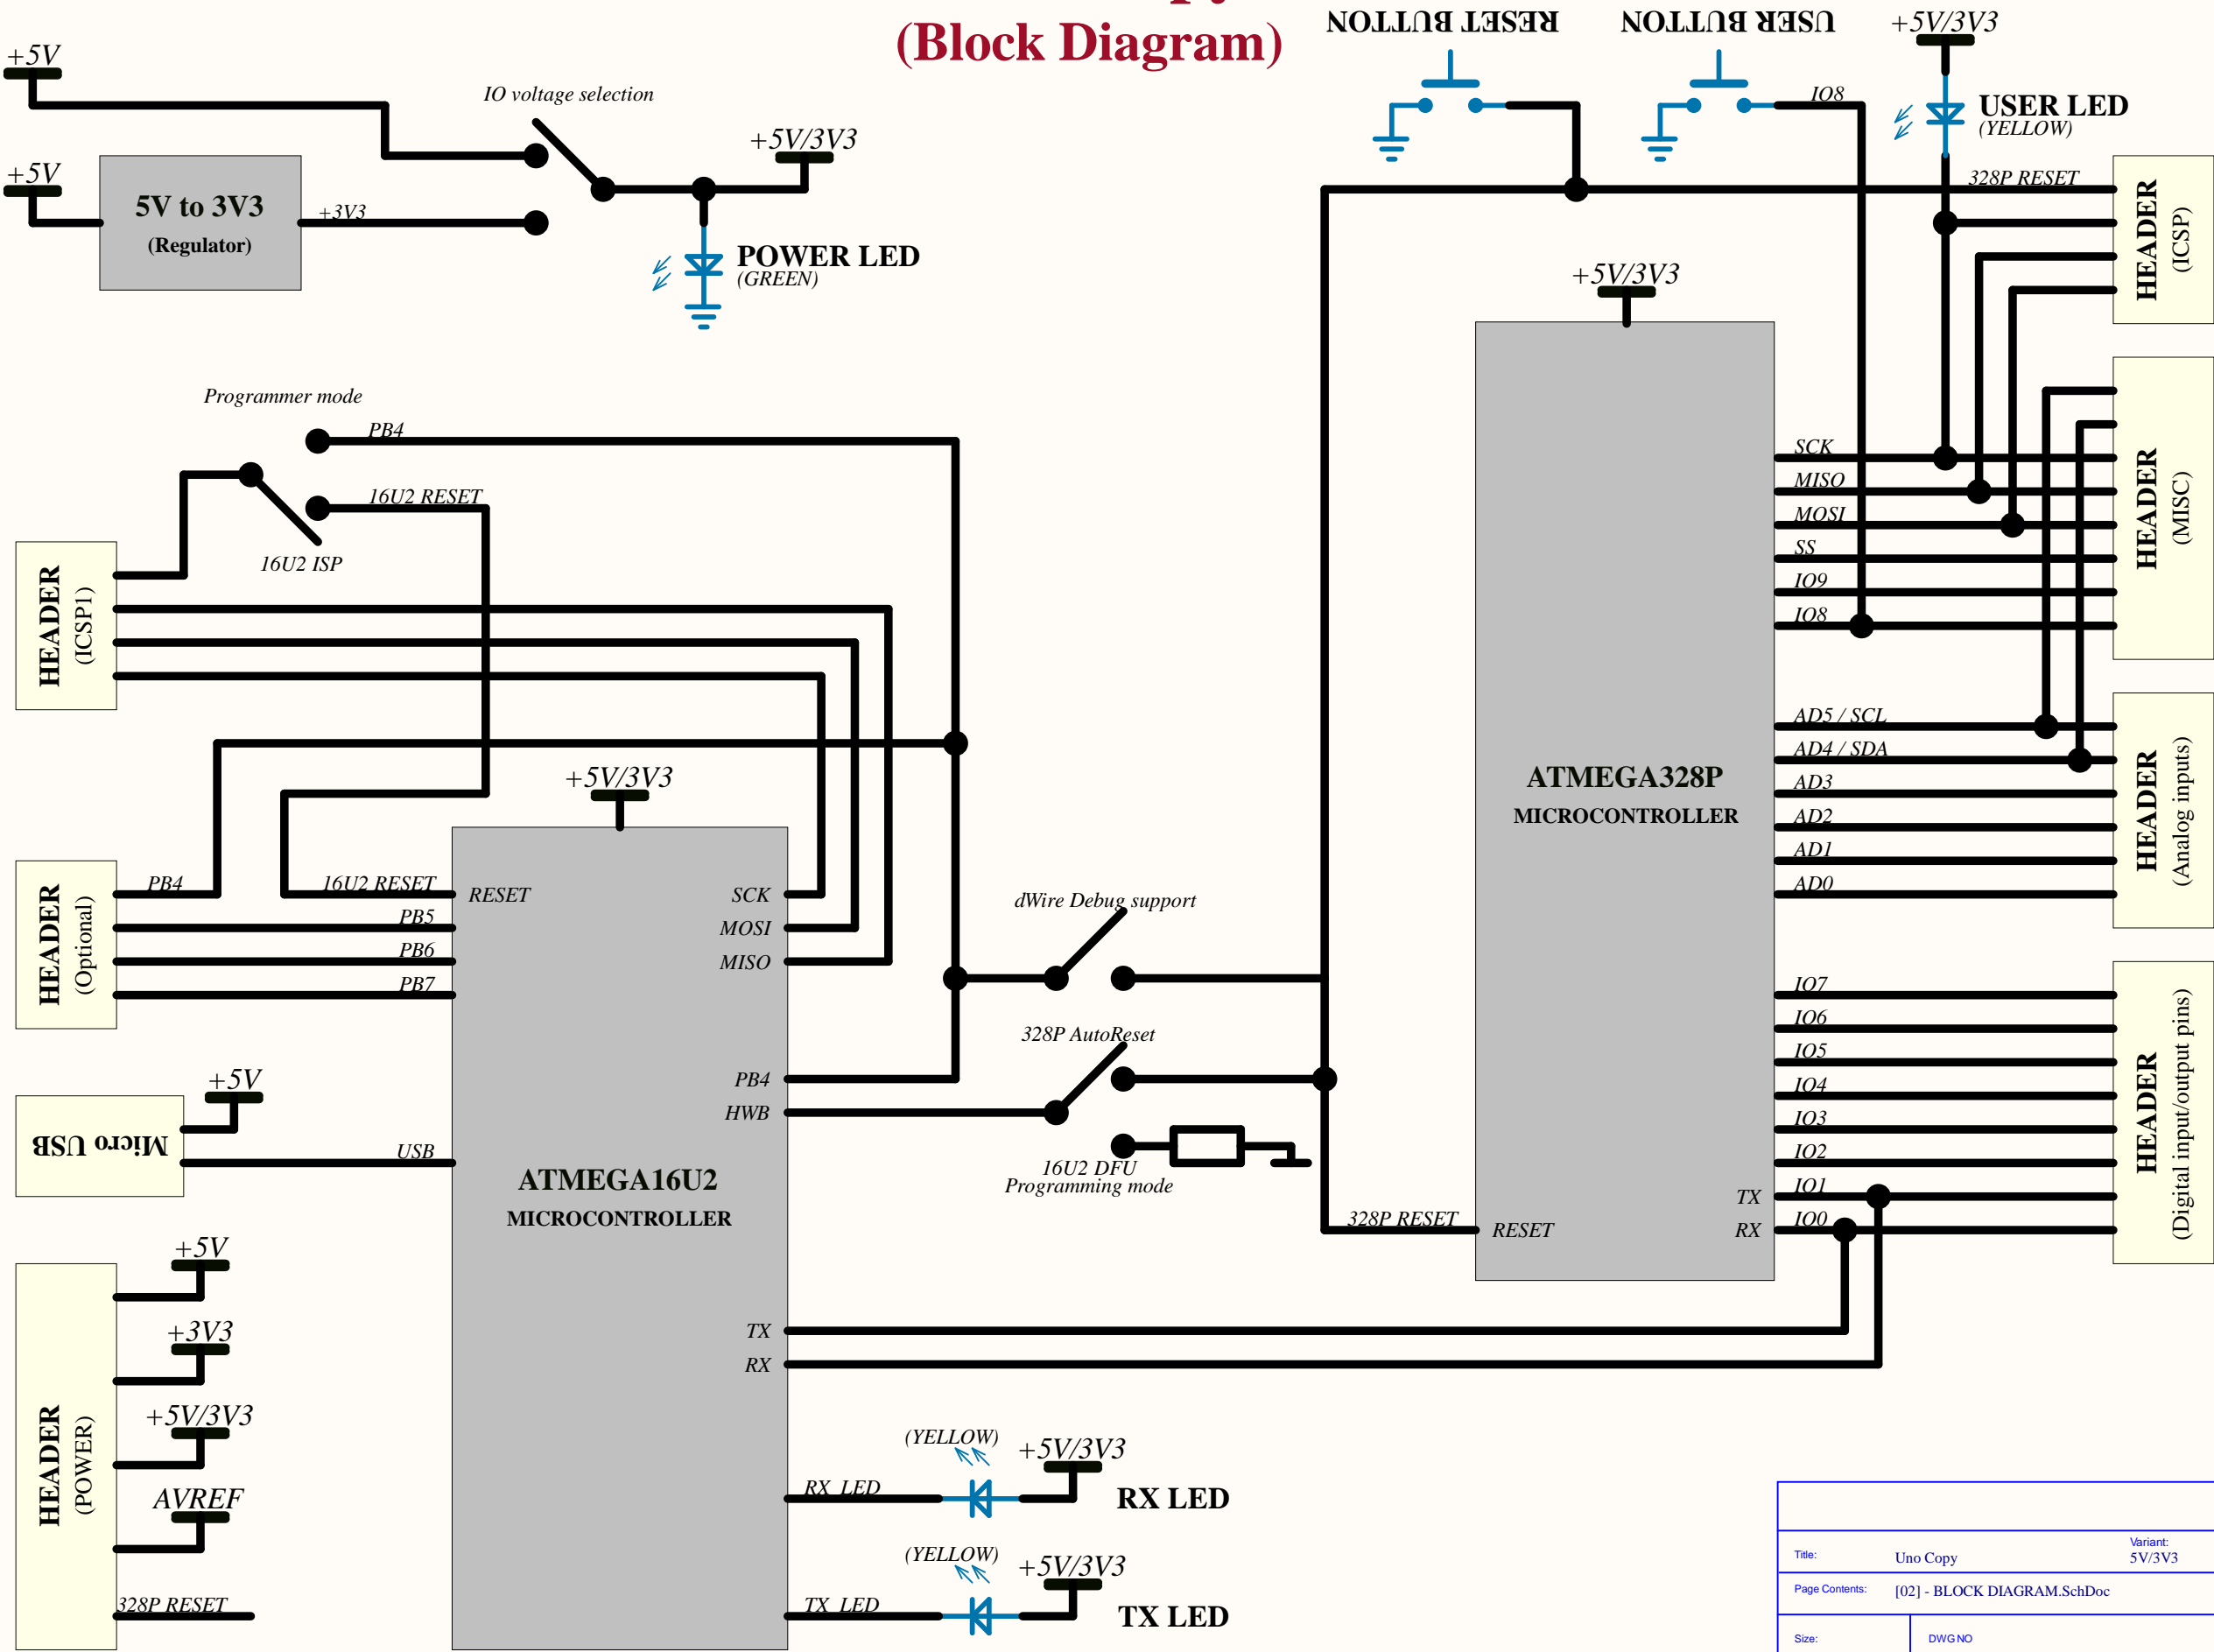 (Block Diagram)
RESET BUTTON
USER BUTTON
+5V/3V3
+5V
IO voltage selection
+5V/3V3
IO8
USER LED
(YELLOW)
+5V
5V to 3V3
(Regulator)
+3V3
POWER LED
(GREEN)
328P RESET
HEADER
(ICSP)
+5V/3V3
Programmer mode
PB4
16U2 RESET
16U2 ISP
HEADER
(ICSP1)
SCK
MISO
MOSI
SS
IO9
IO8
HEADER
(MISC)
AD5 / SCL
AD4 / SDA
AD3
AD2
AD1
AD0
HEADER
(Analog inputs)
ATMEGA328P
MICROCONTROLLER
+5V/3V3
HEADER
(Optional)
PB4
16U2 RESET
PB5
PB6
PB7
RESET
SCK
MOSI
MISO
dWire Debug support
328P AutoReset
PB4
HWB
16U2 DFU
Programming mode
Micro USB
+5V
USB
ATMEGA16U2
MICROCONTROLLER
IO7
IO6
IO5
IO4
IO3
IO2
TX
IO1
RX
IO0
HEADER
(Digital input/output pins)
328P RESET
RESET
HEADER
(POWER)
+5V
+3V3
+5V/3V3
AVREF
328P RESET
TX
RX
(YELLOW)
+5V/3V3
RX_LED
RX LED
(YELLOW)
+5V/3V3
TX_LED
TX LED
Title:
Uno Copy
Variant:
5V/3V3
Page Contents:
[02] - BLOCK DIAGRAM.SchDoc
Size:
DWG NO